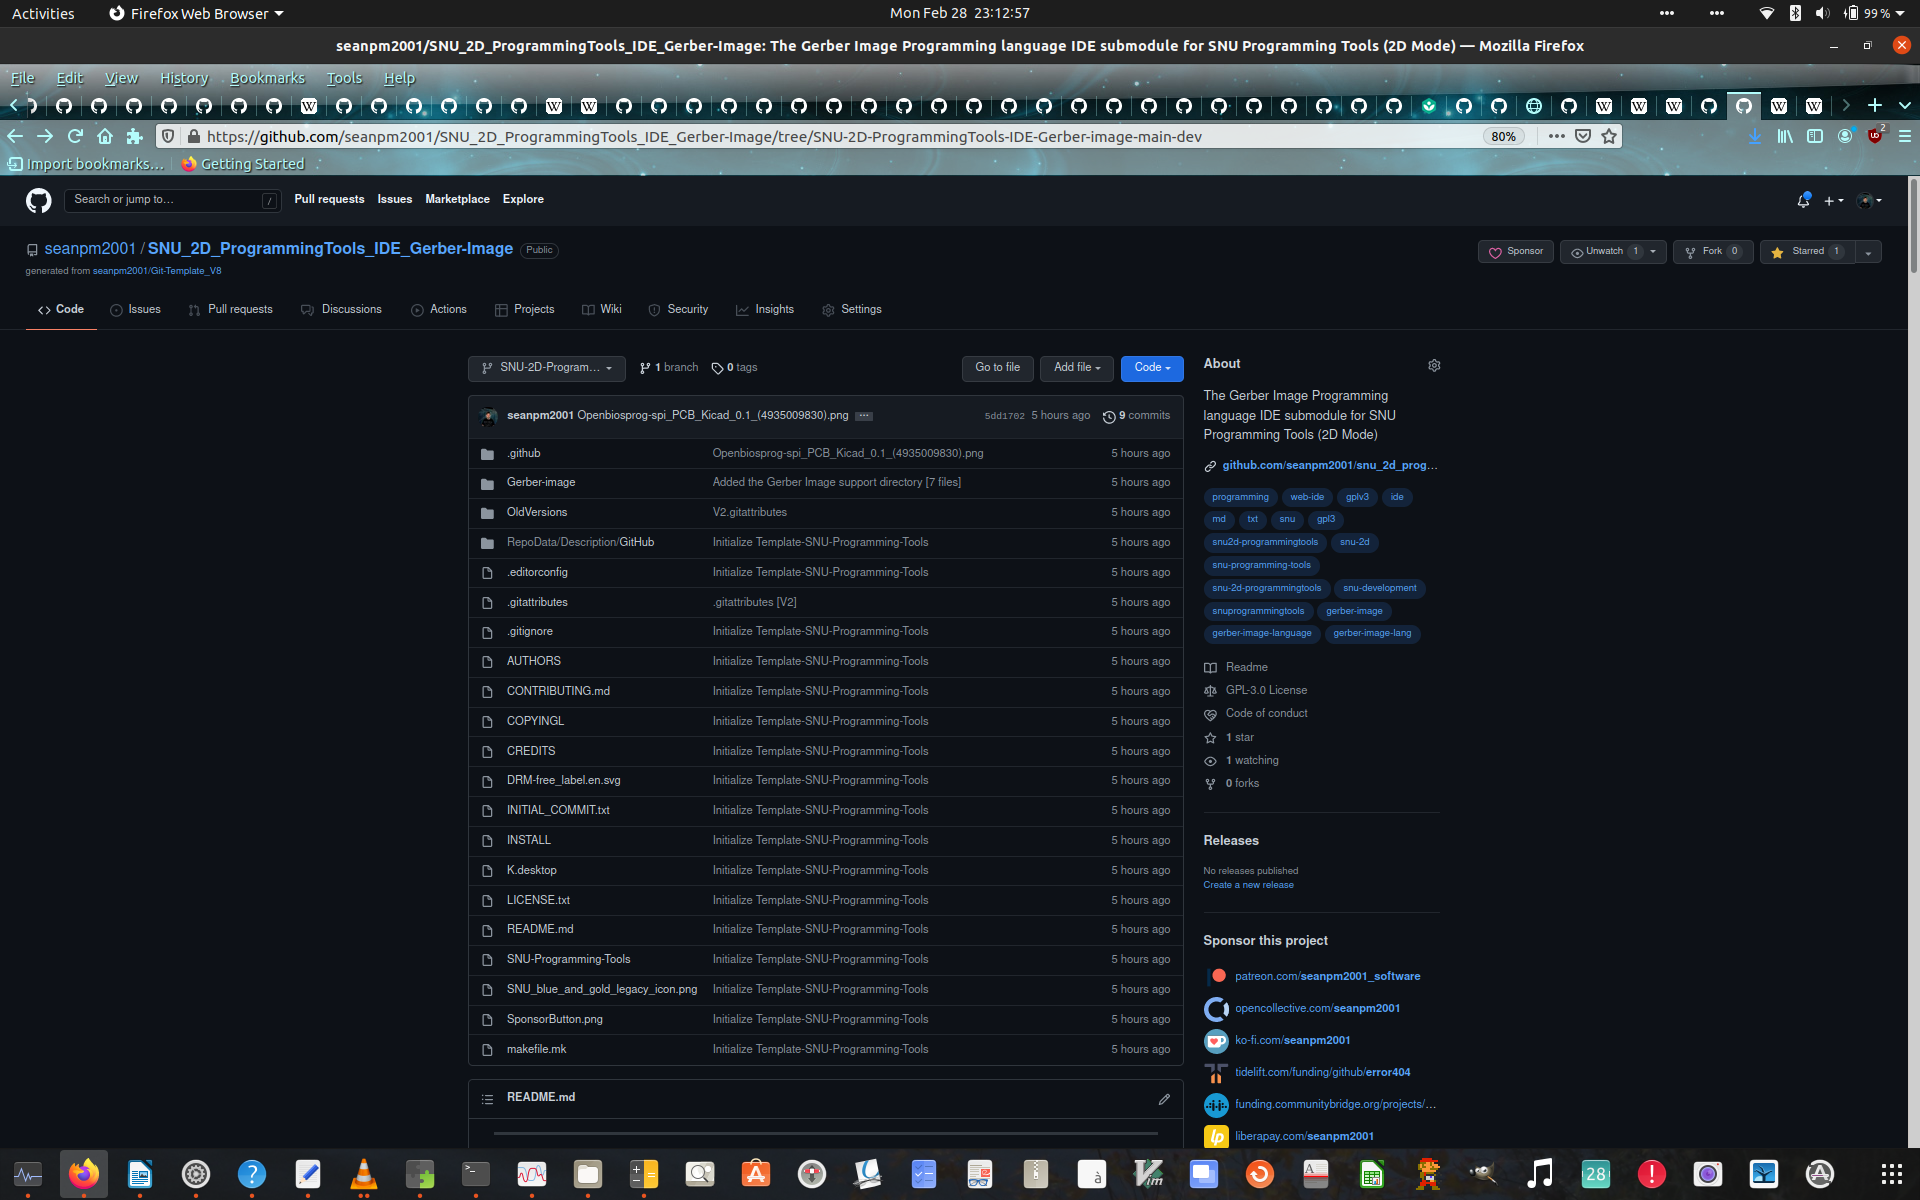 Activities
Firefox Web Browser
Mon Feb 28 23:12:57
99 %
seanpm2001/SNU_2D_ProgrammingTools_IDE_Gerber-Image: The Gerber Image Programming language IDE submodule for SNU Programming Tools (2D Mode) — Mozilla Firefox
File Edit View History Bookmarks Tools Help
https://github.com/seanpm2001/SNU_2D_ProgrammingTools_IDE_Gerber-Image/tree/SNU-2D-ProgrammingTools-IDE-Gerber-image-main-dev
80%
2
Import bookmarks…
Getting Started
Search or jump to…
/
Pull requests Issues Marketplace Explore
seanpm2001 / SNU_2D_ProgrammingTools_IDE_Gerber-Image
Public
generated from seanpm2001/Git-Template_V8
Sponsor
Unwatch 1
Fork 0
Starred 1
Code
Issues
Pull requests
Discussions
Actions
Projects
Wiki
Security
Insights
Settings
SNU-2D-Program…
1 branch
0 tags
Go to file
Add file
Code
seanpm2001 Openbiosprog-spi_PCB_Kicad_0.1_(4935009830).png
5dd1702 5 hours ago
9 commits
.github Openbiosprog-spi_PCB_Kicad_0.1_(4935009830).png 5 hours ago
Gerber-image Added the Gerber Image support directory [7 files] 5 hours ago
OldVersions V2.gitattributes 5 hours ago
RepoData/Description/GitHub Initialize Template-SNU-Programming-Tools 5 hours ago
.editorconfig Initialize Template-SNU-Programming-Tools 5 hours ago
.gitattributes .gitattributes [V2] 5 hours ago
.gitignore Initialize Template-SNU-Programming-Tools 5 hours ago
AUTHORS Initialize Template-SNU-Programming-Tools 5 hours ago
CONTRIBUTING.md Initialize Template-SNU-Programming-Tools 5 hours ago
COPYINGL Initialize Template-SNU-Programming-Tools 5 hours ago
CREDITS Initialize Template-SNU-Programming-Tools 5 hours ago
DRM-free_label.en.svg Initialize Template-SNU-Programming-Tools 5 hours ago
INITIAL_COMMIT.txt Initialize Template-SNU-Programming-Tools 5 hours ago
INSTALL Initialize Template-SNU-Programming-Tools 5 hours ago
K.desktop Initialize Template-SNU-Programming-Tools 5 hours ago
LICENSE.txt Initialize Template-SNU-Programming-Tools 5 hours ago
README.md Initialize Template-SNU-Programming-Tools 5 hours ago
SNU-Programming-Tools Initialize Template-SNU-Programming-Tools 5 hours ago
SNU_blue_and_gold_legacy_icon.png Initialize Template-SNU-Programming-Tools 5 hours ago
SponsorButton.png Initialize Template-SNU-Programming-Tools 5 hours ago
makefile.mk Initialize Template-SNU-Programming-Tools 5 hours ago
README.md
About
The Gerber Image Programming
language IDE submodule for SNU
Programming Tools (2D Mode)
github.com/seanpm2001/snu_2d_prog…
programming web-ide gplv3 ide
md txt snu gpl3
snu2d-programmingtools snu-2d
snu-programming-tools
snu-2d-programmingtools snu-development
snuprogrammingtools gerber-image
gerber-image-language gerber-image-lang
Readme
GPL-3.0 License
Code of conduct
1 star
1 watching
0 forks
Releases
No releases published
Create a new release
Sponsor this project
patreon.com/seanpm2001_software
opencollective.com/seanpm2001
ko-fi.com/seanpm2001
tidelift.com/funding/github/error404
funding.communitybridge.org/projects/…
liberapay.com/seanpm2001
28